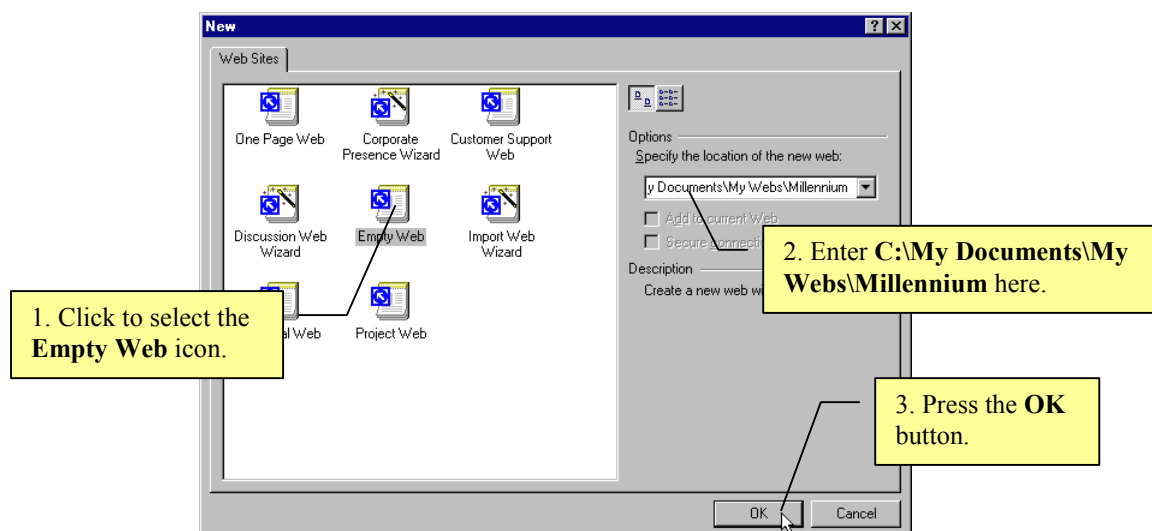 New
Web Sites
One Page Web
Corporate
Presence Wizard
Customer Support
Web
Discussion Web
Wizard
Empty Web
Import Web
Wizard
al Web
Project Web
Options
Specify the location of the new web:
y Documents\My Webs\Millennium
Add to current Web
Secure
Description
Create a new web
1. Click to select the
Empty Web icon.
2. Enter C:\My Documents\My
Webs\Millennium here.
3. Press the OK
button.
OK
Cancel